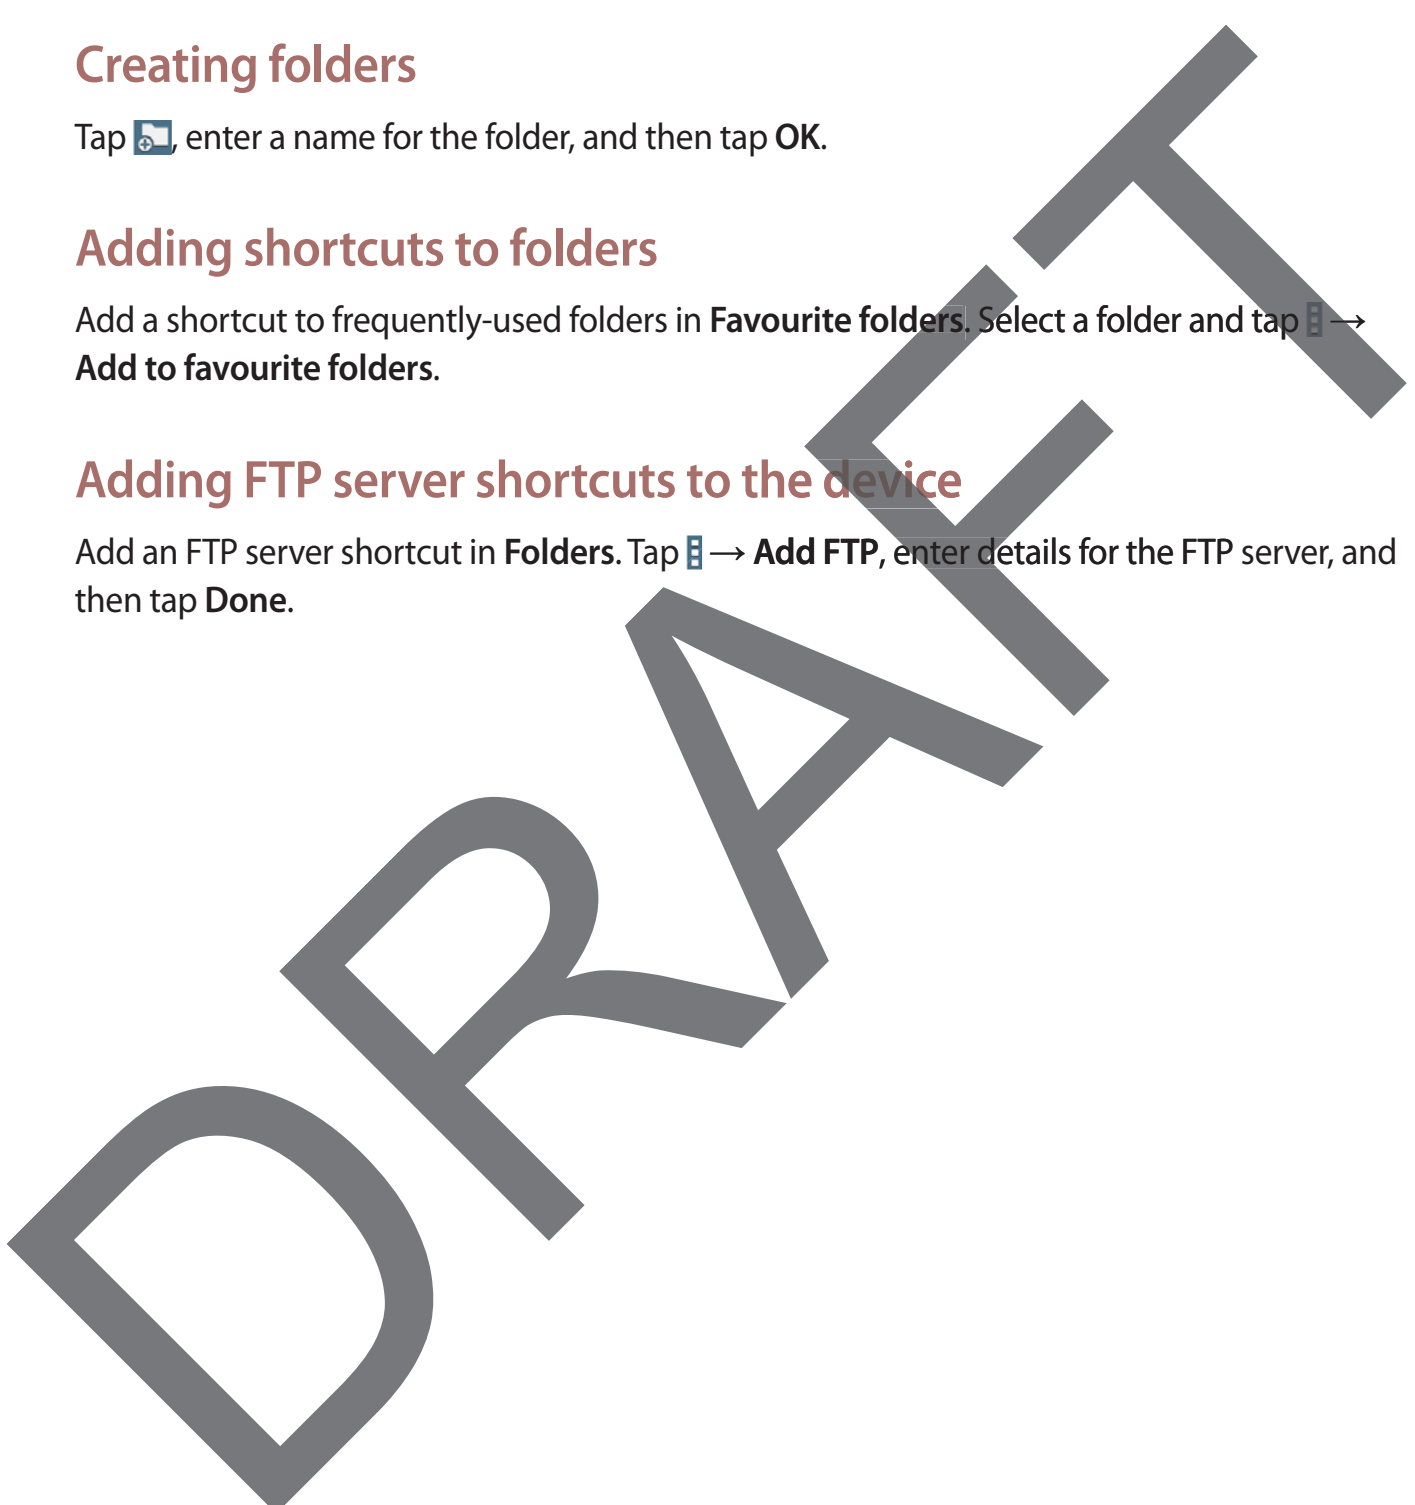 Creating folders
Tap , enter a name for the folder, and then tap OK.
Adding shortcuts to folders
Add a shortcut to frequently-used folders in Favourite folders. Select a folder and tap →
Add to favourite folders.
Adding FTP server shortcuts to the device
Add an FTP server shortcut in Folders. Tap → Add FTP, enter details for the FTP server, and
then tap Done.
DRAFT